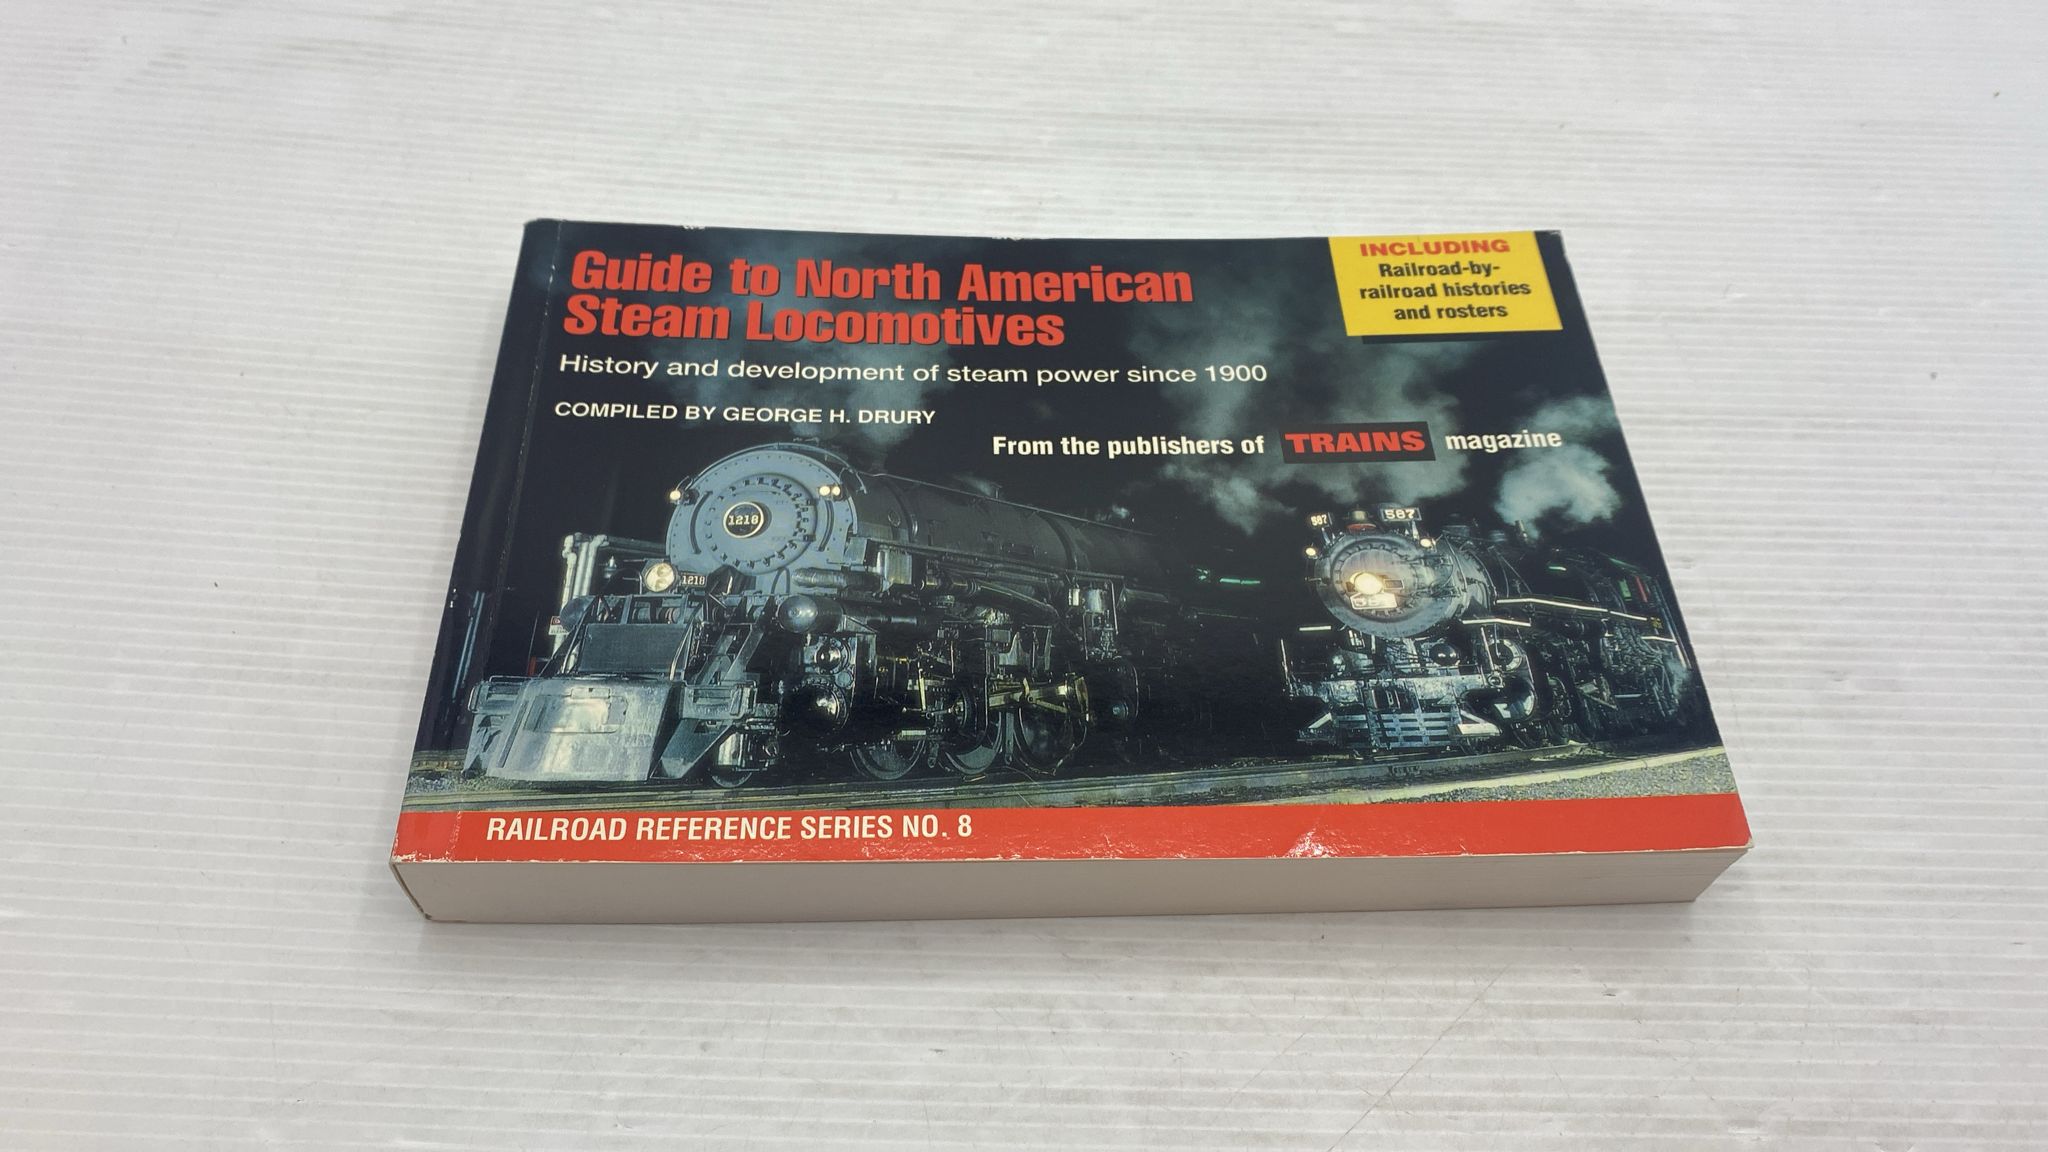 Guide to North American
Steam Locomotives
History and development of steam power since 1900
COMPILED BY GEORGE H. DRURY
INCLUDING
Railroad-by-
railroad histories
and rosters
From the publishers of TRAINS magazine
1218
1218
587
587
RAILROAD REFERENCE SERIES NO. 8